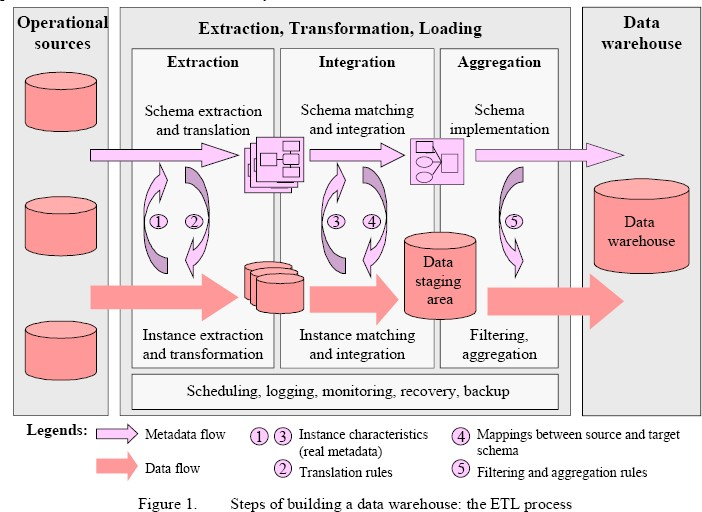 Operational
sources
Extraction, Transformation, Loading
Data
warehouse
Extraction
Integration
Aggregation
Schema extraction
and translation
Schema matching
and integration
Schema
implementation
1
2
3
4
5
Data
warehouse
Data
staging
area
Instance extraction
and transformation
Instance matching
and integration
Filtering,
aggregation
Scheduling, logging, monitoring, recovery, backup
Legends:
Metadata flow
1 3 Instance characteristics
(real metadata)
4 Mappings between source and target
schema
Data flow
2 Translation rules
5 Filtering and aggregation rules
Figure 1. Steps of building a data warehouse: the ETL process